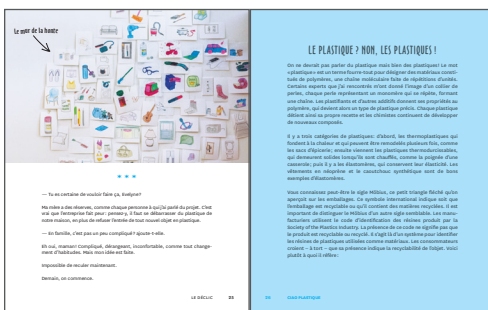 Le mur de la honte
★ ★ ★
— Tu es certaine de vouloir faire ça, Evelyne?
Ma mère a des réserves, comme chaque personne à qui j'ai parlé du projet. C'est
vrai que l'entreprise fait peur: pensez-y, il faut se débarrasser du plastique de
notre maison, en plus de refuser l'entrée de tout nouvel objet en plastique.
— En famille, c'est pas un peu compliqué? ajoute-t-elle.
Eh oui, maman! Compliqué, dérangeant, inconfortable, comme tout change-
ment d'habitudes. Mais mon idée est faite.
Impossible de reculer maintenant.
Demain, on commence.
LE DÉCLIC
LE PLASTIQUE ? NON, LES PLASTIQUES !
On ne devrait pas parler du plastique mais bien des plastiques! Le mot
«plastique» est un terme fourre-tout pour désigner des matériaux consti-
tués de polymères, une chaîne moléculaire faite de répétitions d'unités.
Certains experts que j'ai rencontrés m'ont donné l'image d'un collier de
perles, chaque perle représentant un monomère qui se répète, formant
une chaîne. Les plastifiants et d'autres additifs donnent ses propriétés au
polymère, qui devient alors un type de plastique précis. Chaque plastique
détient ainsi sa propre recette et les chimistes continuent de développer
de nouveaux composés.
Il y a trois catégories de plastiques: d'abord, les thermoplastiques qui
fondent à la chaleur et qui peuvent être remodelés plusieurs fois, comme
les sacs d'épicerie; ensuite viennent les plastiques thermodurcissables,
qui demeurent solides lorsqu'ils sont chauffés, comme la poignée d'une
casserole; puis il y a les élastomères, qui conservent leur élasticité. Les
vêtements en néoprène et le caoutchouc synthétique sont de bons
exemples d'élastomères.
Vous connaissez peut-être le sigle Möbius, ce petit triangle fléché qu'on
aperçoit sur les emballages. Ce symbole international indique soit que
l'emballage est recyclable ou qu'il contient des matières recyclées. Il est
important de distinguer le Möbius d'un autre sigle semblable. Les manu-
facturiers utilisent le code d'identification des résines produit par la
Society of the Plastics Industry. La présence de ce code ne signifie pas que
le produit est recyclable ou recyclé. Il s'agit là d'un système pour identifier
les résines de plastiques utilisées comme matériaux. Les consommateurs
croient – à tort – que sa présence indique la recyclabilité de l'objet. Voici
plutôt à quoi il réfère:
CHEZ PLASTIQUE